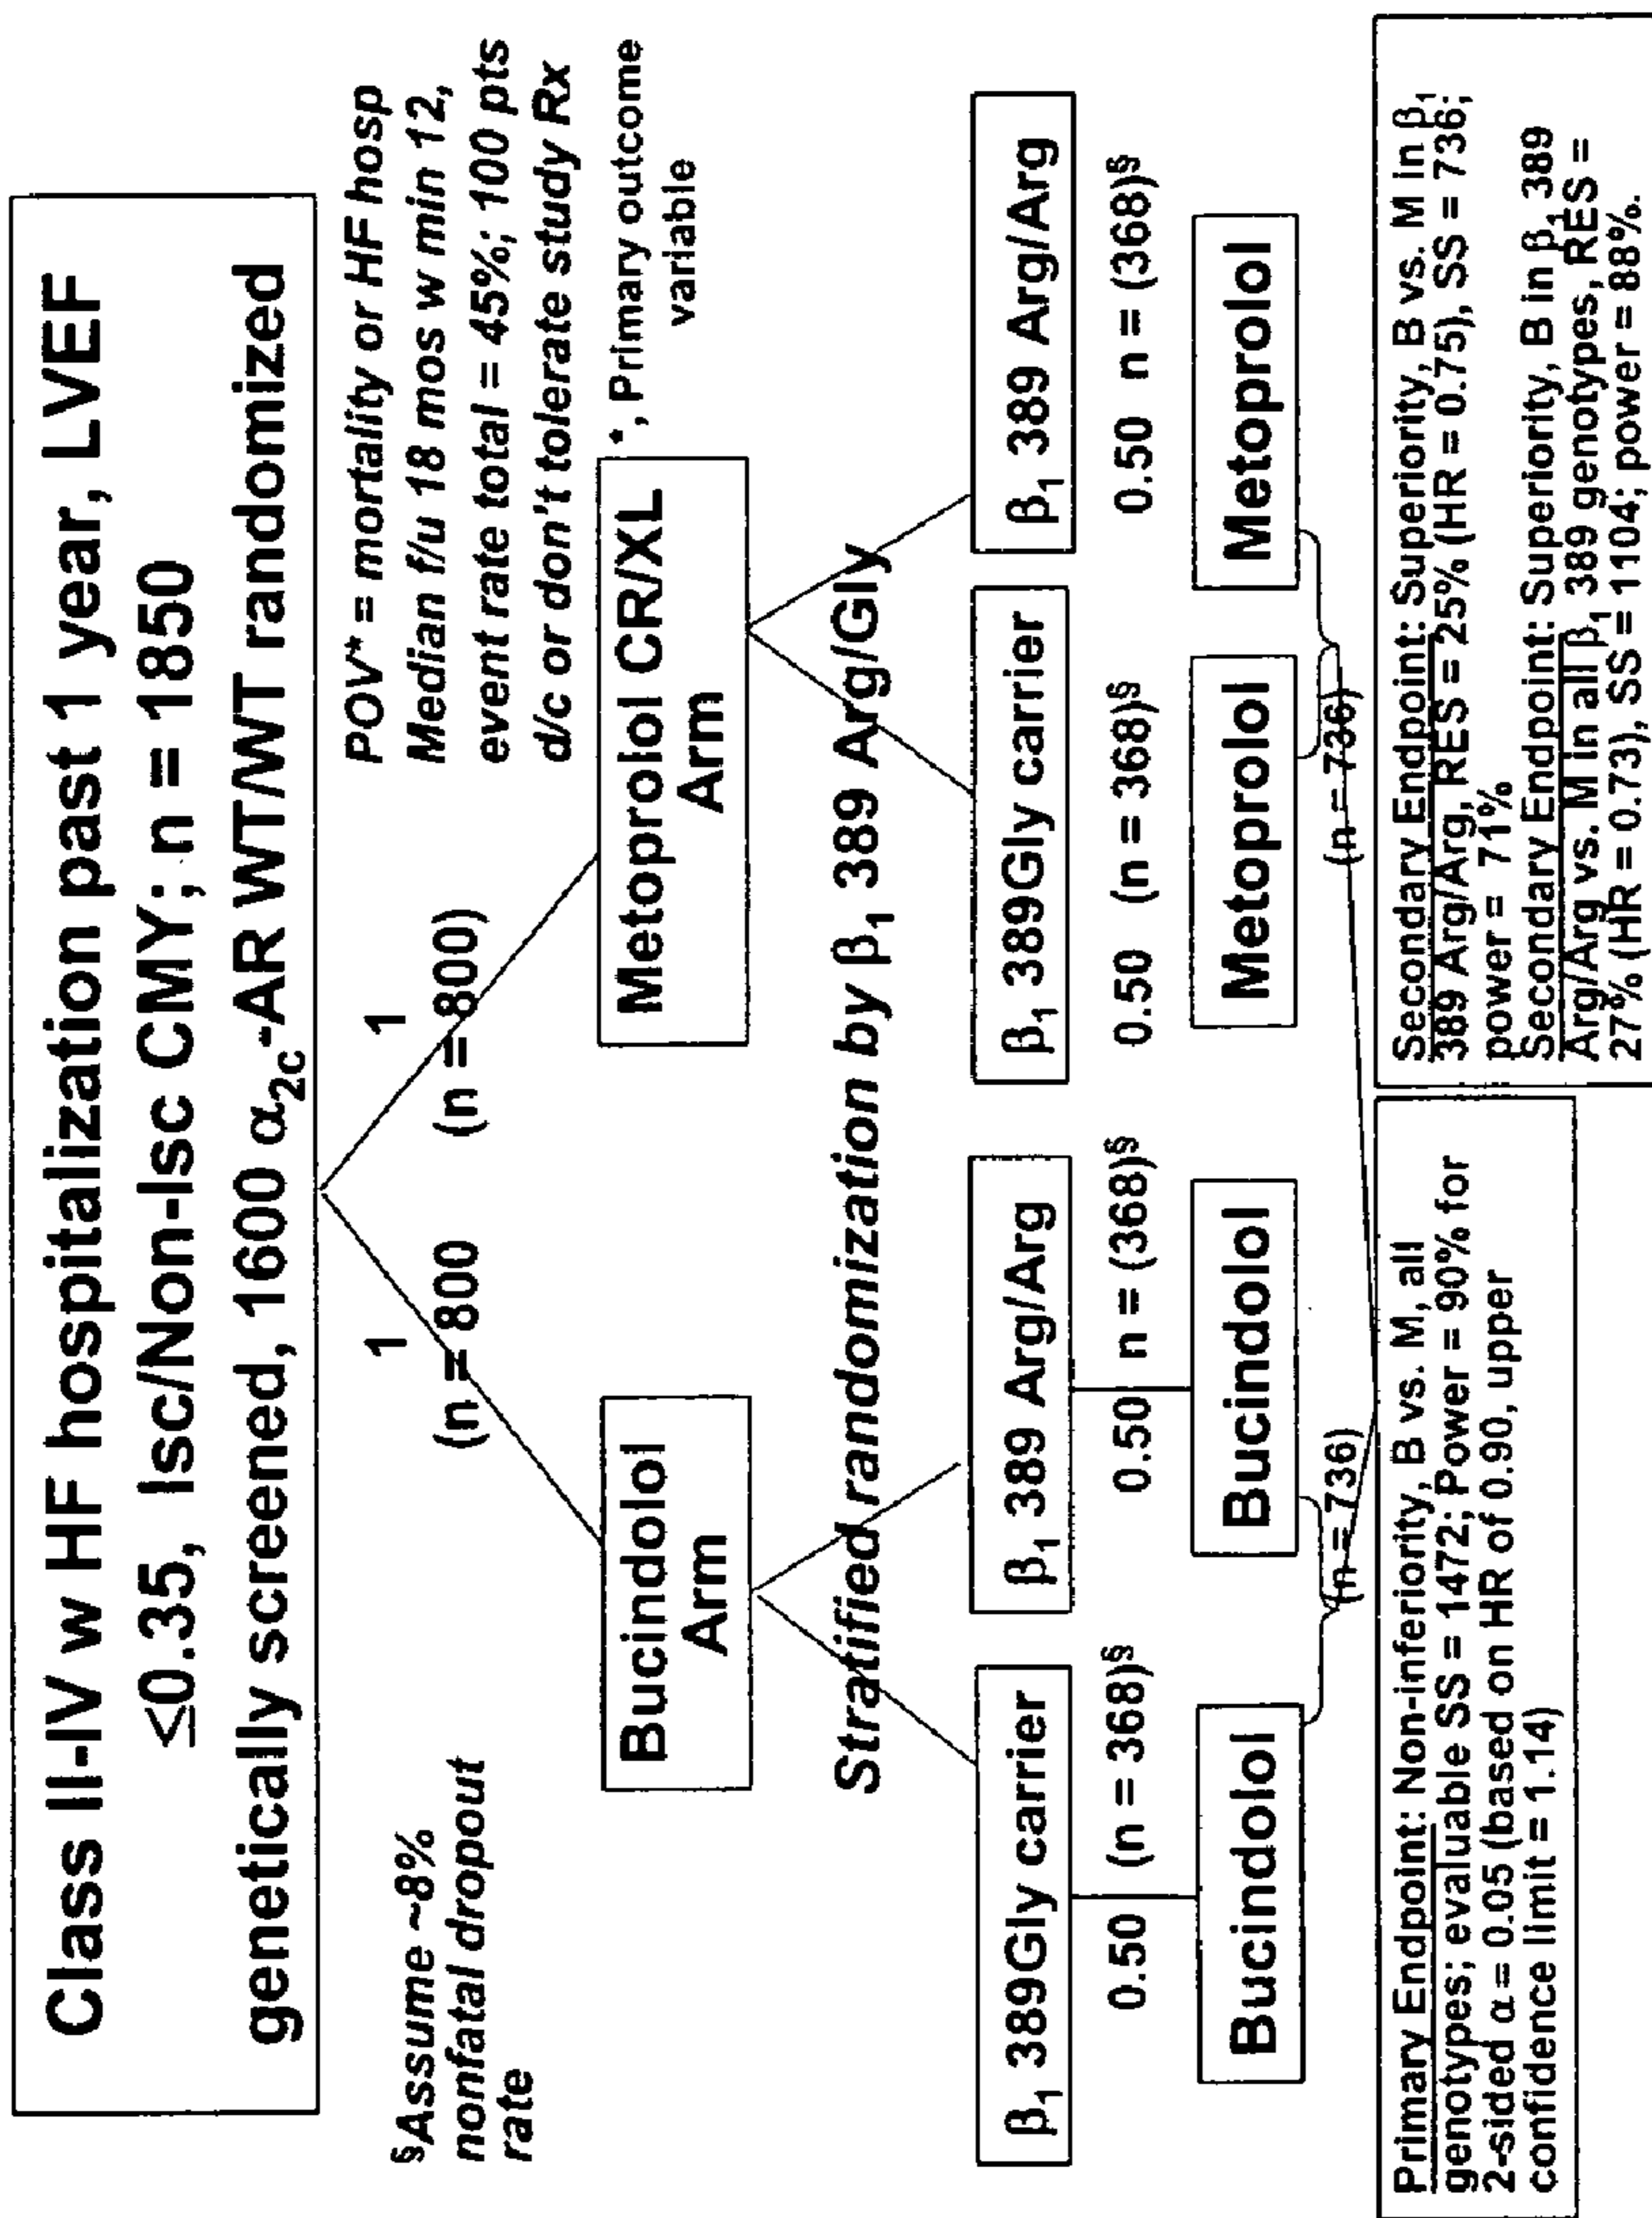 Class II-IV w HF hospitalization past 1 year, LVEF
≤0.35, Isc/Non-Isc CMY; n = 1850
genetically screened, 1600 α2c-AR WT/WT randomized
§Assume ~8%
nonfatal dropout
rate
1
(n = 800
1
(n = 800)
POV* = mortality or HF hosp
Median f/u 18 mos w min 12,
event rate total = 45%; 100 pts
d/c or don't tolerate study Rx
*, Primary outcome
variable
Bucindolol
Arm
Metoprolol CR/XL
Arm
Stratified randomization by β1 389 Arg/Gly
β1 389Gly carrier
β1 389 Arg/Arg
β1 389Gly carrier
β1 389 Arg/Arg
0.50 (n = 368)§
0.50 n = (368)§
0.50 (n = 368)§
0.50 n = (368)§
Bucindolol
Bucindolol
Metoprolol
Metoprolol
(n = 736)
(n = 736)
Primary Endpoint: Non-inferiority, B vs. M, all
genotypes; evaluable SS = 1472; Power = 90% for
2-sided α = 0.05 (based on HR of 0.90, upper
confidence limit = 1.14)
Secondary Endpoint: Superiority, B vs. M in β1
389 Arg/Arg, RES = 25% (HR = 0.75), SS = 736;
power = 71%
Secondary Endpoint: Superiority, B in β1 389
Arg/Arg vs. M in all β1 389 genotypes, RES =
27% (HR = 0.73), SS = 1104; power = 88%.